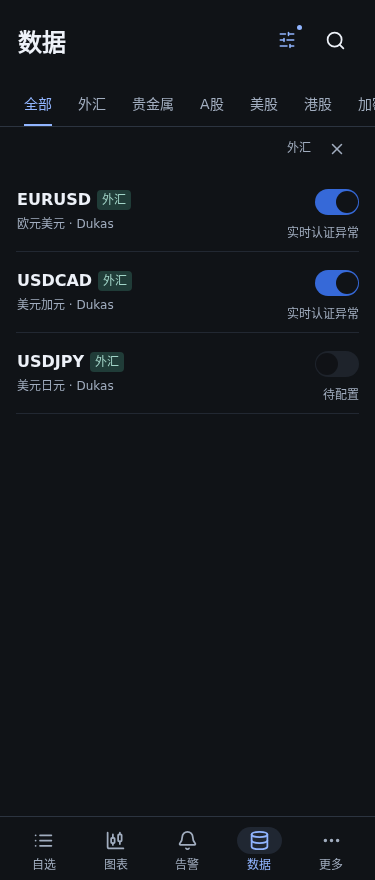 数据
全部 外汇 贵金属 A股 美股 港股
外汇
EURUSD 外汇
欧元美元 · Dukas
实时认证异常
USDCAD 外汇
美元加元 · Dukas
实时认证异常
USDJPY 外汇
美元日元 · Dukas
待配置
自选 图表 告警 数据 更多